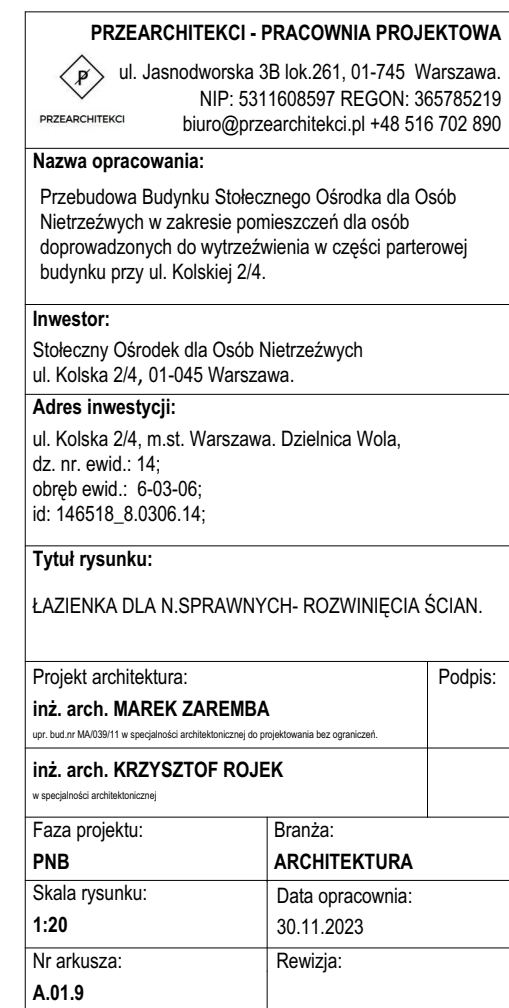 PRZEARCHITEKCI - PRACOWNIA PROJEKTOWA
ul. Jasnodworska 3B lok.261, 01-745 Warszawa.
NIP: 5311608597 REGON: 365785219
PRZEARCHITEKCI
biuro@przearchitekci.pl +48 516 702 890
Nazwa opracowania:
Przebudowa Budynku Stołecznego Ośrodka dla Osób
Nietrzeźwych w zakresie pomieszczeń dla osób
doprowadzonych do wytrzeźwienia w części parterowej
budynku przy ul. Kolskiej 2/4.
Inwestor:
Stołeczny Ośrodek dla Osób Nietrzeźwych
ul. Kolska 2/4, 01-045 Warszawa.
Adres inwestycji:
ul. Kolska 2/4, m.st. Warszawa. Dzielnica Wola,
dz. nr. ewid.: 14;
obręb ewid.: 6-03-06;
id: 146518_8.0306.14;
Tytuł rysunku:
ŁAZIENKA DLA N.SPRAWNYCH- ROZWINIĘCIA ŚCIAN.
Projekt architektura:
Podpis:
inż. arch. MAREK ZAREMBA
upr. bud.nr MA/039/11 w specjalności architektonicznej do projektowania bez ograniczeń.
inż. arch. KRZYSZTOF ROJEK
w specjalności architektonicznej
Faza projektu:
Branża:
PNB
ARCHITEKTURA
Skala rysunku:
Data opracownia:
1:20
30.11.2023
Nr arkusza:
Rewizja:
A.01.9